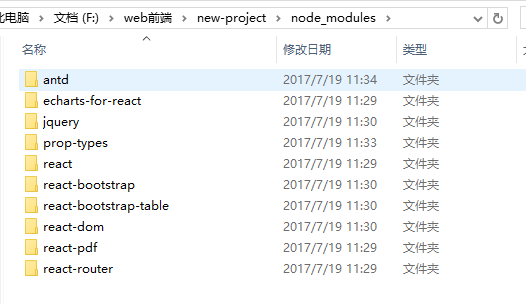 比电脑 › 文档 (F:) › web前端 › new-project › node_modules ›
名称 修改日期 类型
antd 2017/7/19 11:34 文件夹
echarts-for-react 2017/7/19 11:29 文件夹
jquery 2017/7/19 11:30 文件夹
prop-types 2017/7/19 11:33 文件夹
react 2017/7/19 11:29 文件夹
react-bootstrap 2017/7/19 11:30 文件夹
react-bootstrap-table 2017/7/19 11:30 文件夹
react-dom 2017/7/19 11:30 文件夹
react-pdf 2017/7/19 11:29 文件夹
react-router 2017/7/19 11:29 文件夹